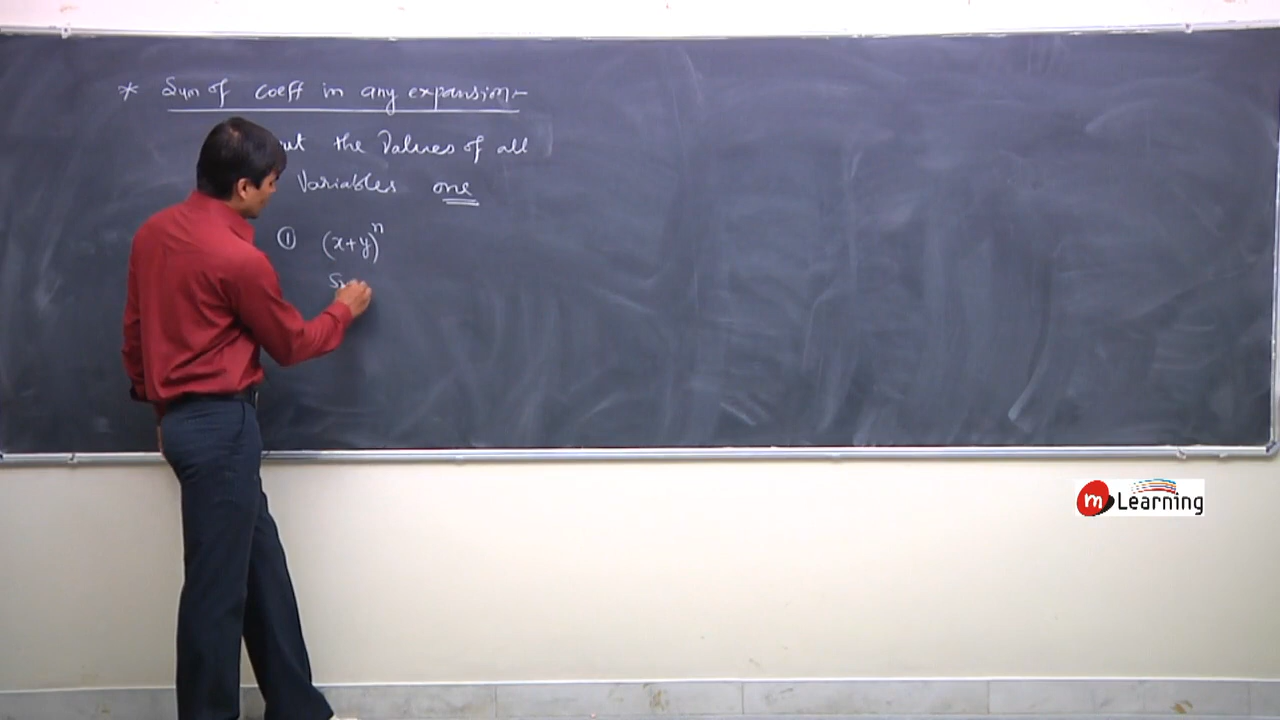 * Sum of coeff in any expansion:-
the Values of all
Variables one
① (x+y)^n
m Learning